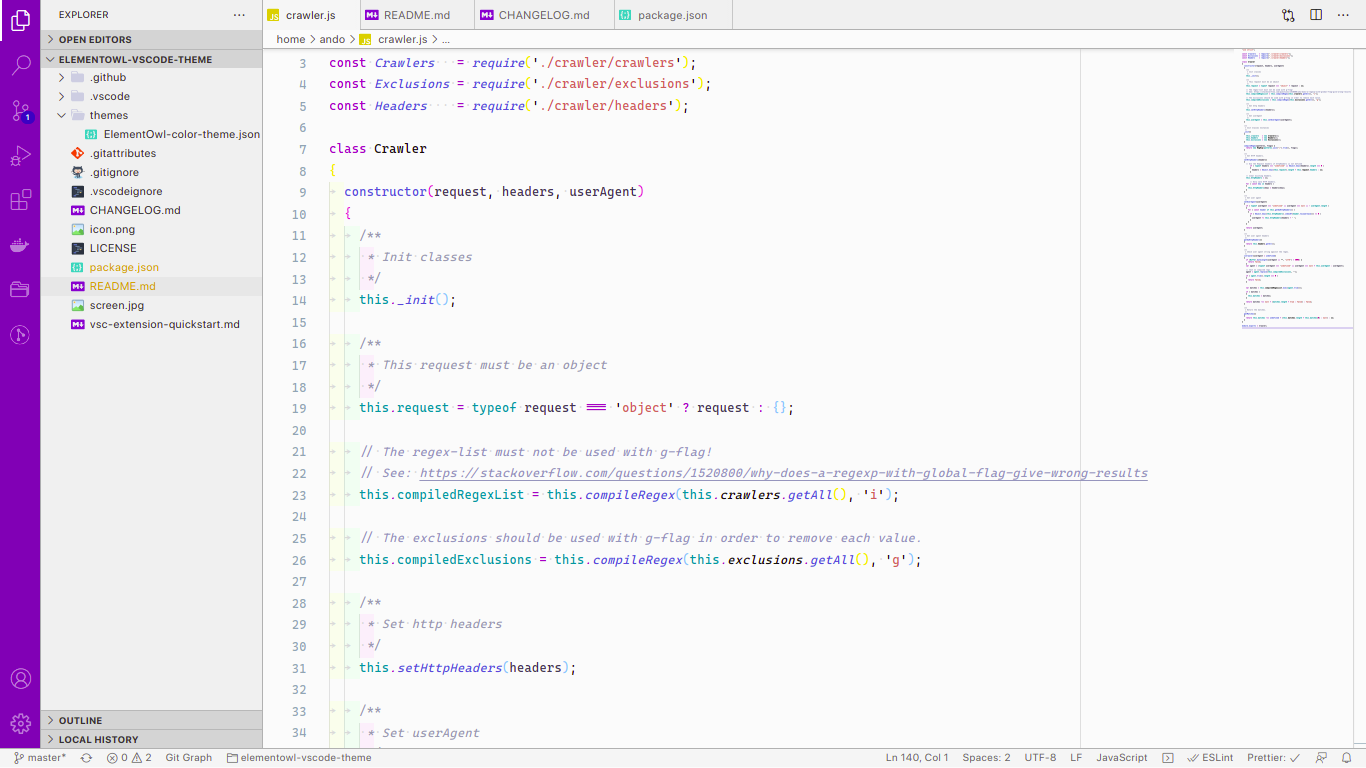 EXPLORER
crawler.js
README.md
CHANGELOG.md
package.json
OPEN EDITORS
home > ando > crawler.js > ...
ELEMENTOWL-VSCODE-THEME
.github
.vscode
themes
ElementOwl-color-theme.json
.gitattributes
.gitignore
.vscodeignore
CHANGELOG.md
icon.png
LICENSE
package.json
README.md
screen.jpg
vsc-extension-quickstart.md
OUTLINE
LOCAL HISTORY
1
3 const Crawlers   = require('./crawler/crawlers');
4 const Exclusions = require('./crawler/exclusions');
5 const Headers    = require('./crawler/headers');
6
7 class Crawler
8 {
9   constructor(request, headers, userAgent)
10   {
11     /**
12      * Init classes
13      */
14     this._init();
15
16     /**
17      * This request must be an object
18      */
19     this.request = typeof request === 'object' ? request : {};
20
21     // The regex-list must not be used with g-flag!
22     // See: https://stackoverflow.com/questions/1520800/why-does-a-regexp-with-global-flag-give-wrong-results
23     this.compiledRegexList = this.compileRegex(this.crawlers.getAll(), 'i');
24
25     // The exclusions should be used with g-flag in order to remove each value.
26     this.compiledExclusions = this.compileRegex(this.exclusions.getAll(), 'g');
27
28     /**
29      * Set http headers
30      */
31     this.setHttpHeaders(headers);
32
33     /**
34      * Set userAgent
master*
0
2
Git Graph
elementowl-vscode-theme
Ln 140, Col 1
Spaces: 2
UTF-8
LF
JavaScript
ESLint
Prettier: ✓